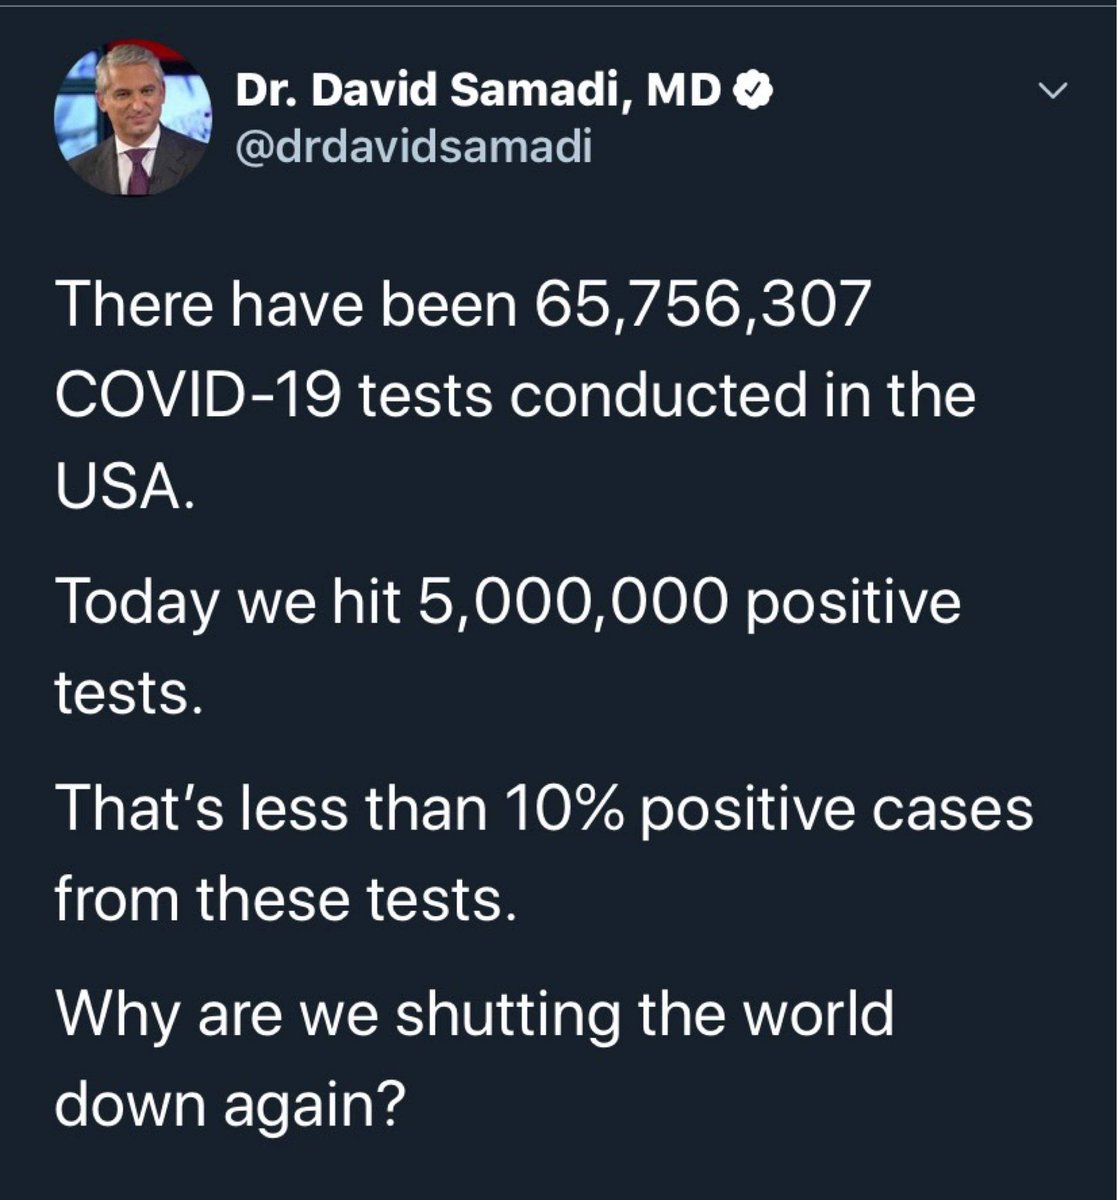 Dr. David Samadi, MD
@drdavidsamadi
There have been 65,756,307
COVID-19 tests conducted in the
USA.
Today we hit 5,000,000 positive
tests.
That’s less than 10% positive cases
from these tests.
Why are we shutting the world
down again?